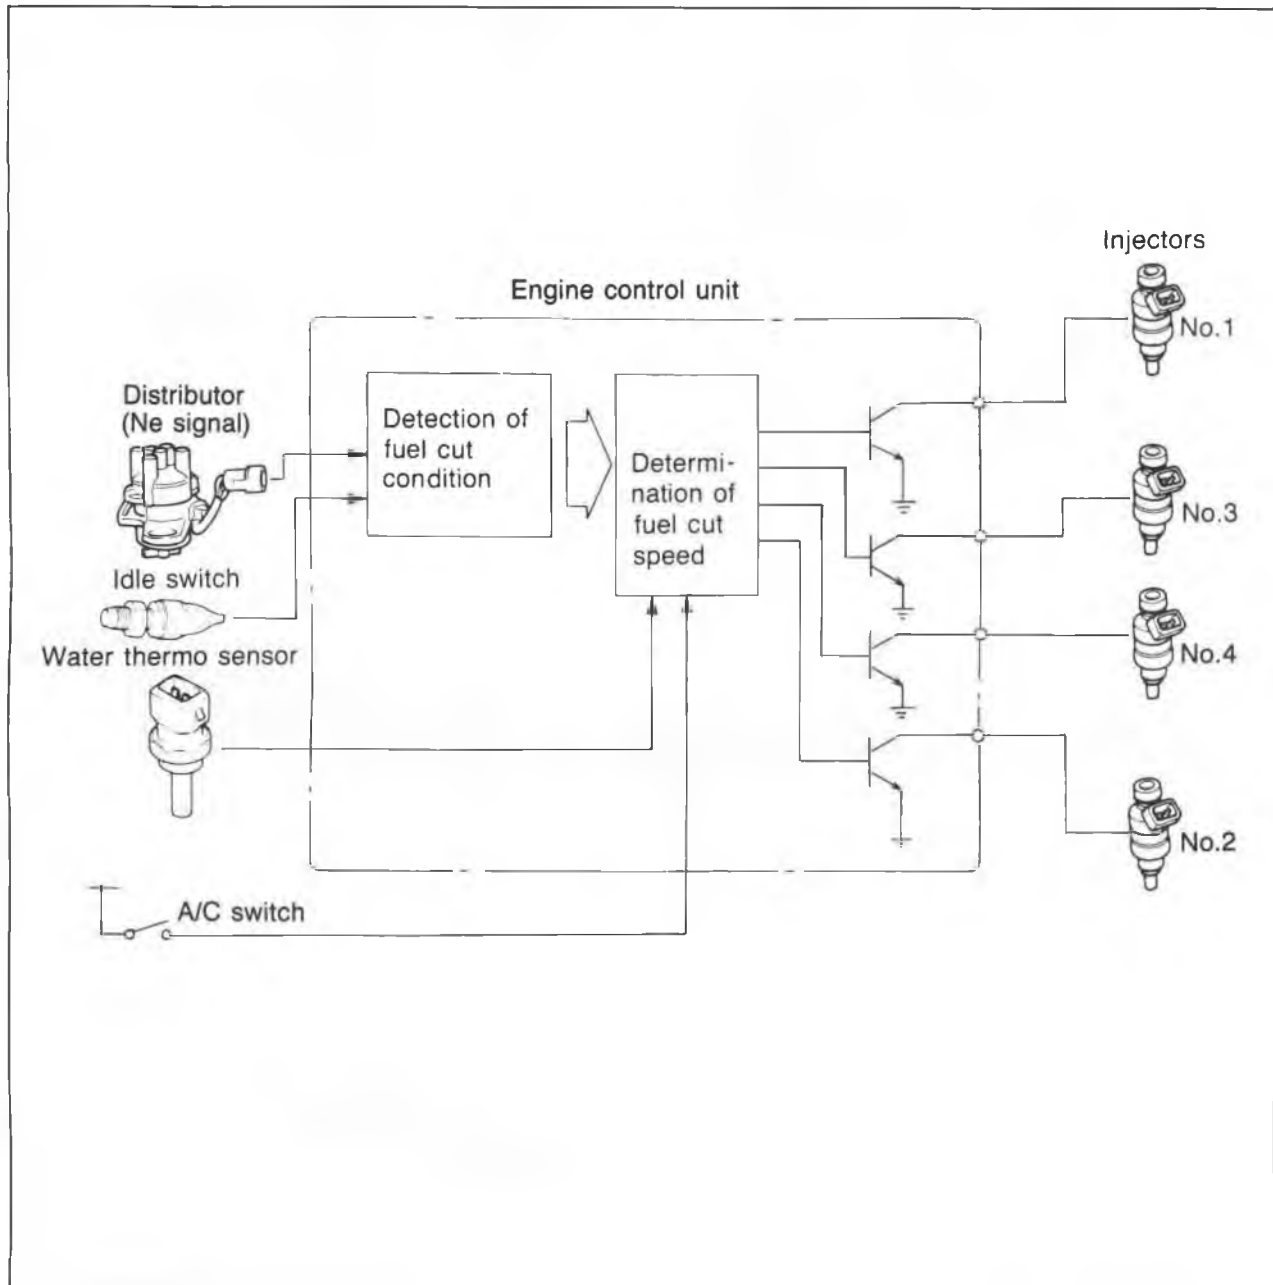 Injectors
Engine control unit
No.1
Distributor
(Ne signal)
Detection of
fuel cut
condition
Determi-
nation of
fuel cut
speed
No.3
Idle switch
Water thermo sensor
No.4
No.2
A/C switch